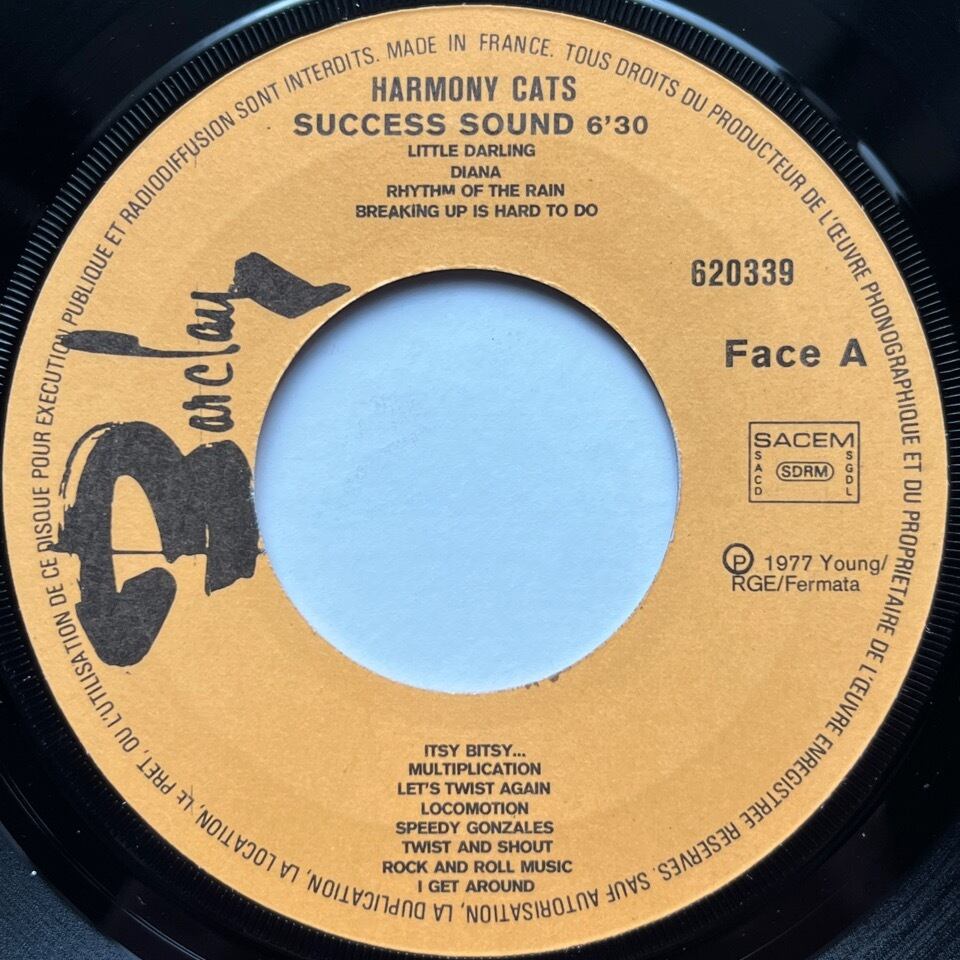 MADE IN FRANCE. TOUS DROITS DU PRODUCTEUR DE L'ŒUVRE PHONOGRAPHIQUE ET DU PROPRIETAIRE DE L'ŒUVRE ENREGISTREE RESERVES. SAUF AUTORISATION, LA DUPLICATION, LA LOCATION, LE PRET, OU L'UTILISATION DE CE DISQUE POUR EXECUTION PUBLIQUE ET RADIODIFFUSION SONT INTERDITS.
HARMONY CATS
SUCCESS SOUND 6'30
LITTLE DARLING
DIANA
RHYTHM OF THE RAIN
BREAKING UP IS HARD TO DO
Barclay
620339
Face A
SACEM
SACD
SDRM
SGDL
℗ 1977 Young/
RGE/Fermata
ITSY BITSY...
MULTIPLICATION
LET'S TWIST AGAIN
LOCOMOTION
SPEEDY GONZALES
TWIST AND SHOUT
ROCK AND ROLL MUSIC
I GET AROUND